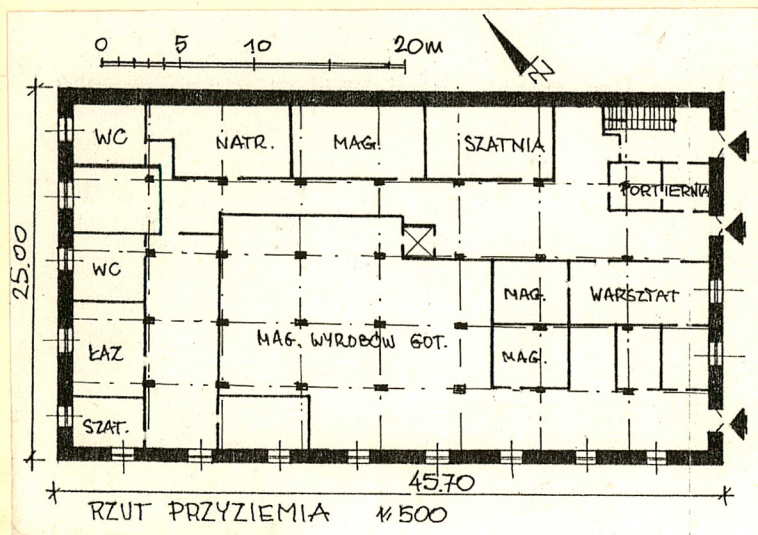 0 5 10 20m
N
WC NATR. MAG. SZATNIA
PORTIERNIA
WC MAG. WARSZTAT
MAG. WYROBÓW GOT.
ŁAZ MAG.
SZAT.
25.00
45.70
RZUT PRZYZIEMIA 1:500